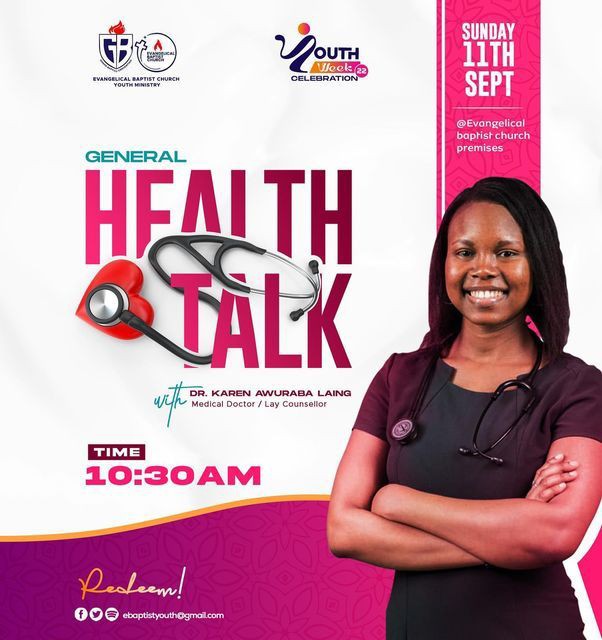 EVANGELICAL
BAPTIST
CHURCH
EVANGELICAL BAPTIST CHURCH
YOUTH MINISTRY
YOUTH
Week 22
CELEBRATION
SUNDAY
11TH
SEPT
@Evangelical
baptist church
premises
GENERAL
HEALTH
TALK
with DR. KAREN AWURABA LAING
Medical Doctor / Lay Counsellor
TIME
10:30AM
Redeem!
ebaptistyouth@gmail.com